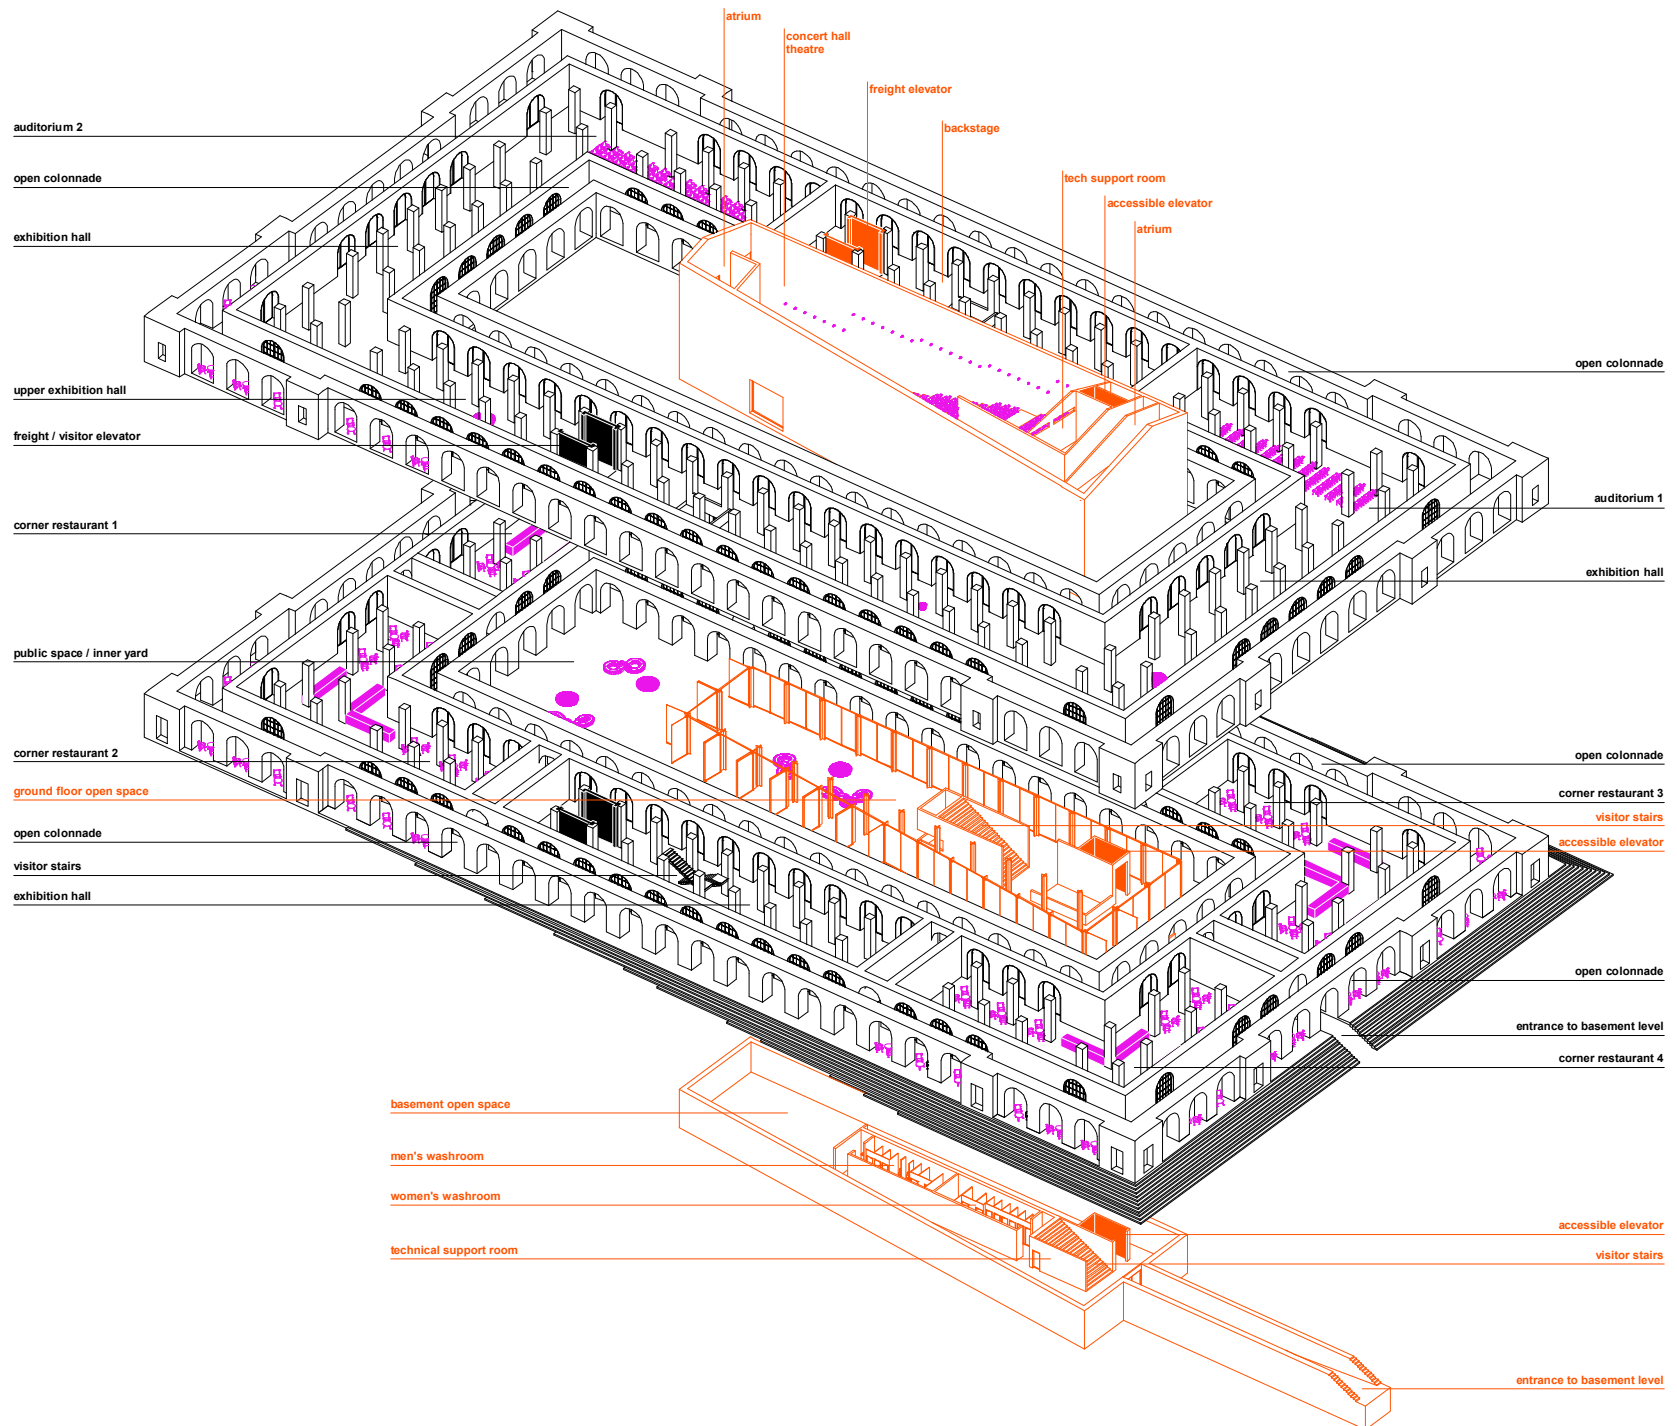 atrium
concert hall
theatre
freight elevator
backstage
tech support room
accessible elevator
atrium
auditorium 2
open colonnade
exhibition hall
upper exhibition hall
freight / visitor elevator
corner restaurant 1
public space / inner yard
corner restaurant 2
ground floor open space
open colonnade
visitor stairs
exhibition hall
open colonnade
auditorium 1
exhibition hall
open colonnade
corner restaurant 3
visitor stairs
accessible elevator
open colonnade
entrance to basement level
corner restaurant 4
basement open space
men's washroom
women's washroom
technical support room
accessible elevator
visitor stairs
entrance to basement level